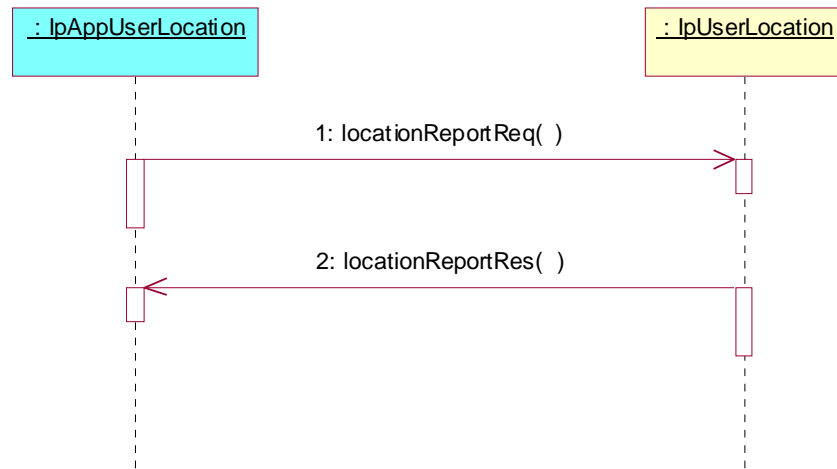 : IpAppUserLocation
: IpUserLocation
1: locationReportReq(  )
2: locationReportRes(  )